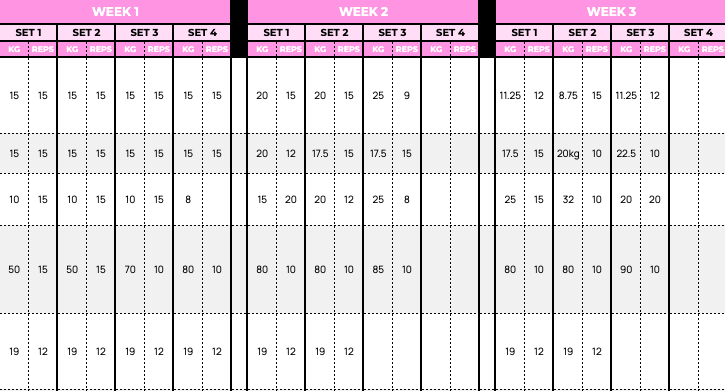 WEEK 1 WEEK 2 WEEK 3
SET 1 SET 2 SET 3 SET 4 SET 1 SET 2 SET 3 SET 4 SET 1 SET 2 SET 3 SET 4
KG REPS KG REPS KG REPS KG REPS KG REPS KG REPS KG REPS KG REPS KG REPS KG REPS KG REPS KG REPS
15 15 15 15 15 15 15 15 20 15 20 15 25 9 11.25 12 8.75 15 11.25 12
15 15 15 15 15 15 15 15 20 12 17.5 15 17.5 15 17.5 15 20kg 10 22.5 10
10 15 10 15 10 15 8 15 20 20 12 25 8 25 15 32 10 20 20
50 15 50 15 70 10 80 10 80 10 80 10 85 10 80 10 80 10 90 10
19 12 19 12 19 12 19 12 19 12 19 12 19 12 19 12